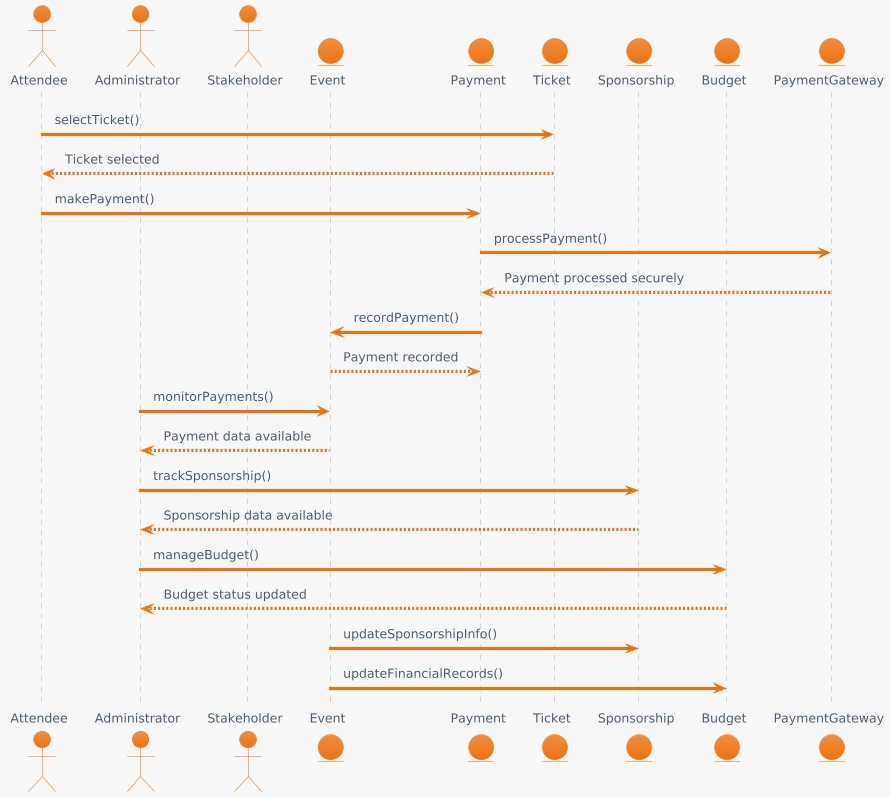 Attendee Administrator Stakeholder Event Payment Ticket Sponsorship Budget PaymentGateway
selectTicket()
Ticket selected
makePayment()
processPayment()
Payment processed securely
recordPayment()
Payment recorded
monitorPayments()
Payment data available
trackSponsorship()
Sponsorship data available
manageBudget()
Budget status updated
updateSponsorshipInfo()
updateFinancialRecords()
Attendee Administrator Stakeholder Event Payment Ticket Sponsorship Budget PaymentGateway